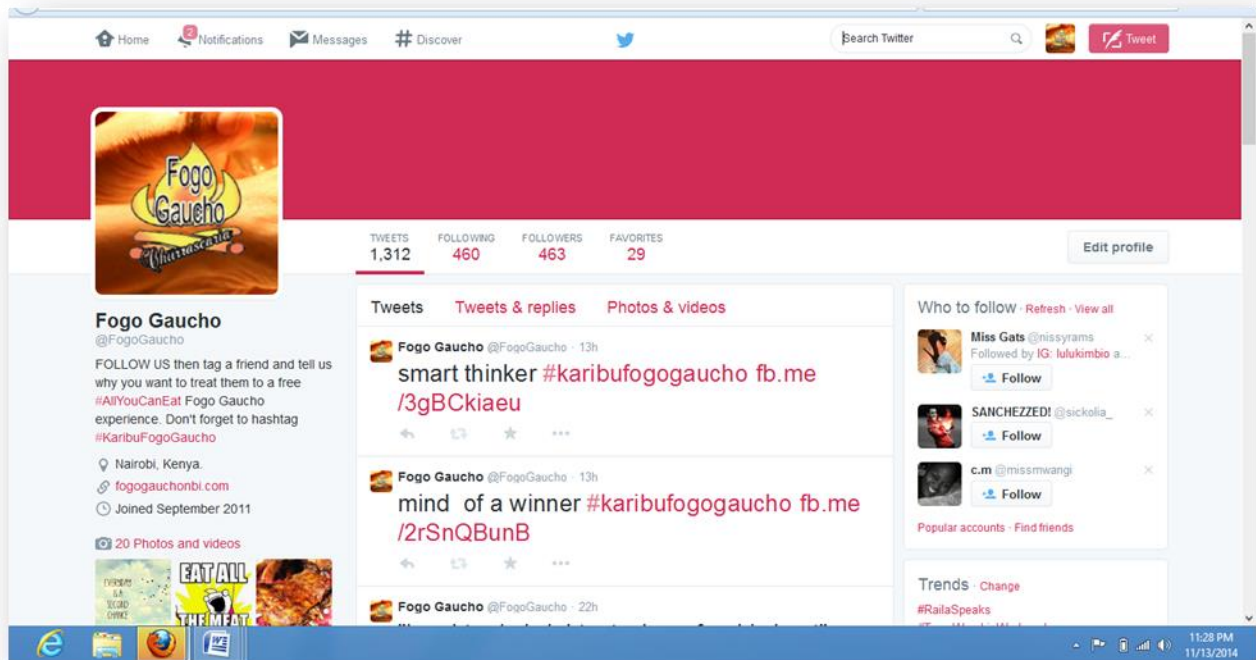 Home
2
Notifications
Messages
# Discover
Search Twitter
Tweet
Fogo
Gaucho
Churrascaria
TWEETS
1,312
FOLLOWING
460
FOLLOWERS
463
FAVORITES
29
Edit profile
Fogo Gaucho
@FogoGaucho
FOLLOW US then tag a friend and tell us
why you want to treat them to a free
#AllYouCanEat Fogo Gaucho
experience. Don't forget to hashtag
#KaribuFogoGaucho
Nairobi, Kenya.
fogogauchonbi.com
Joined September 2011
20 Photos and videos
EVERYDAY
IS A
SECOND
CHANCE
EAT ALL
THE MEAT
Tweets Tweets & replies Photos & videos
Fogo Gaucho @FogoGaucho · 13h
smart thinker #karibufogogaucho fb.me
/3gBCkiaeu
Fogo Gaucho @FogoGaucho · 13h
mind of a winner #karibufogogaucho fb.me
/2rSnQBunB
Fogo Gaucho @FogoGaucho · 22h
Who to follow · Refresh · View all
Miss Gats @nissyrams
Followed by IG: lulukimbio a...
Follow
SANCHEZZED! @sickolia_
Follow
c.m @missmwangi
Follow
Popular accounts · Find friends
Trends · Change
#RailaSpeaks
11:28 PM
11/13/2014